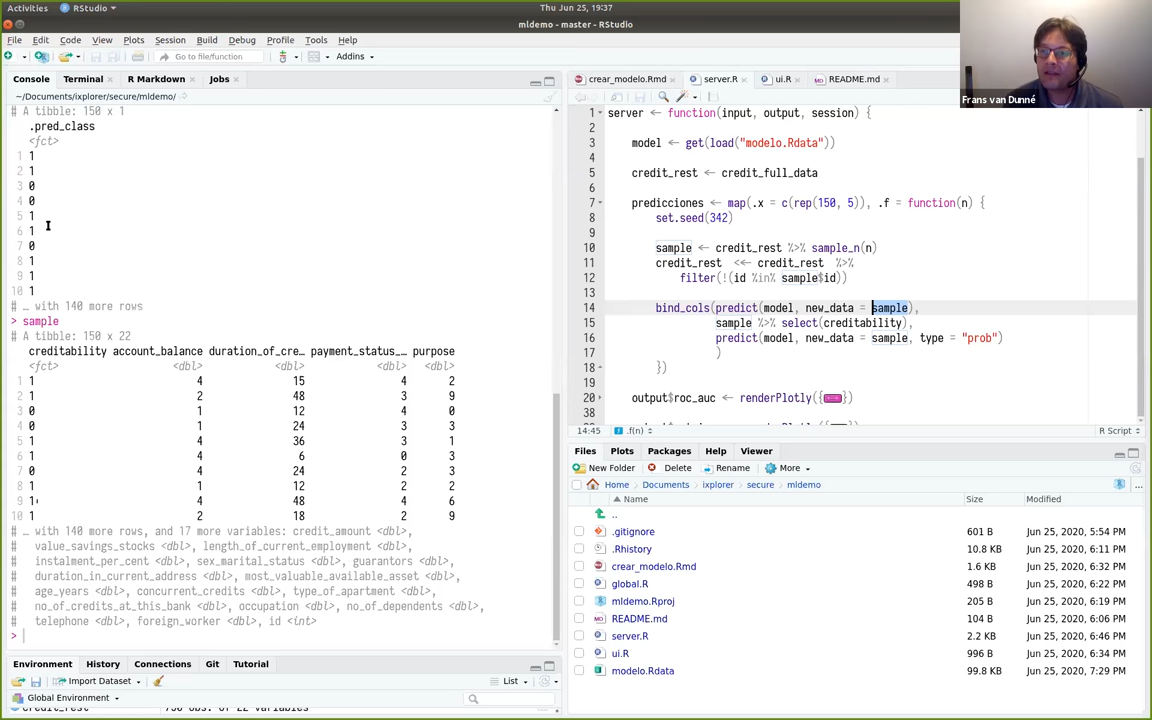 Activities RStudio Thu Jun 25, 19:37
mldemo - master - RStudio
File Edit Code View Plots Session Build Debug Profile Tools Help
Go to file/function Addins
Console Terminal R Markdown Jobs
~/Documents/ixplorer/secure/mldemo/
# A tibble: 150 x 1
.pred_class
<fct>
1 1
2 1
3 0
4 0
5 1
6 1
7 0
8 1
9 1
10 1
# … with 140 more rows
> sample
# A tibble: 150 x 22
creditability account_balance duration_of_cre… payment_status_… purpose
<fct> <dbl> <dbl> <dbl> <dbl>
1 1 4 15 4 2
2 1 2 48 3 9
3 0 1 12 4 0
4 0 1 24 3 3
5 1 4 36 3 1
6 1 4 6 0 3
7 0 4 24 2 3
8 1 1 12 2 2
9 1 4 48 4 6
10 1 2 18 2 9
# … with 140 more rows, and 17 more variables: credit_amount <dbl>,
# value_savings_stocks <dbl>, length_of_current_employment <dbl>,
# instalment_per_cent <dbl>, sex_marital_status <dbl>, guarantors <dbl>,
# duration_in_current_address <dbl>, most_valuable_available_asset <dbl>,
# age_years <dbl>, concurrent_credits <dbl>, type_of_apartment <dbl>,
# no_of_credits_at_this_bank <dbl>, occupation <dbl>, no_of_dependents <dbl>,
# telephone <dbl>, foreign_worker <dbl>, id <int>
>
Environment History Connections Git Tutorial
Import Dataset List
Global Environment
credit_rest 750 obs. of 22 variables
Frans van Dunné
crear_modelo.Rmd server.R ui.R README.md
1 server <- function(input, output, session) {
2
3 model <- get(load("modelo.Rdata"))
4
5 credit_rest <- credit_full_data
6
7 predicciones <- map(.x = c(rep(150, 5)), .f = function(n) {
8 set.seed(342)
9
10 sample <- credit_rest %>% sample_n(n)
11 credit_rest <<- credit_rest %>%
12 filter(!(id %in% sample$id))
13
14 bind_cols(predict(model, new_data = sample),
15 sample %>% select(creditability),
16 predict(model, new_data = sample, type = "prob")
17 )
18 })
19
20 output$roc_auc <- renderPlotly({
38
14:45 .f(n) R Script
Files Plots Packages Help Viewer
New Folder Delete Rename More
Home Documents ixplorer secure mldemo ...
Name Size Modified
..
.gitignore 601 B Jun 25, 2020, 5:54 PM
.Rhistory 10.8 KB Jun 25, 2020, 6:11 PM
crear_modelo.Rmd 1.6 KB Jun 25, 2020, 6:32 PM
global.R 498 B Jun 25, 2020, 6:22 PM
mldemo.Rproj 205 B Jun 25, 2020, 6:19 PM
README.md 104 B Jun 25, 2020, 6:06 PM
server.R 2.2 KB Jun 25, 2020, 6:46 PM
ui.R 996 B Jun 25, 2020, 6:34 PM
modelo.Rdata 99.8 KB Jun 25, 2020, 7:29 PM